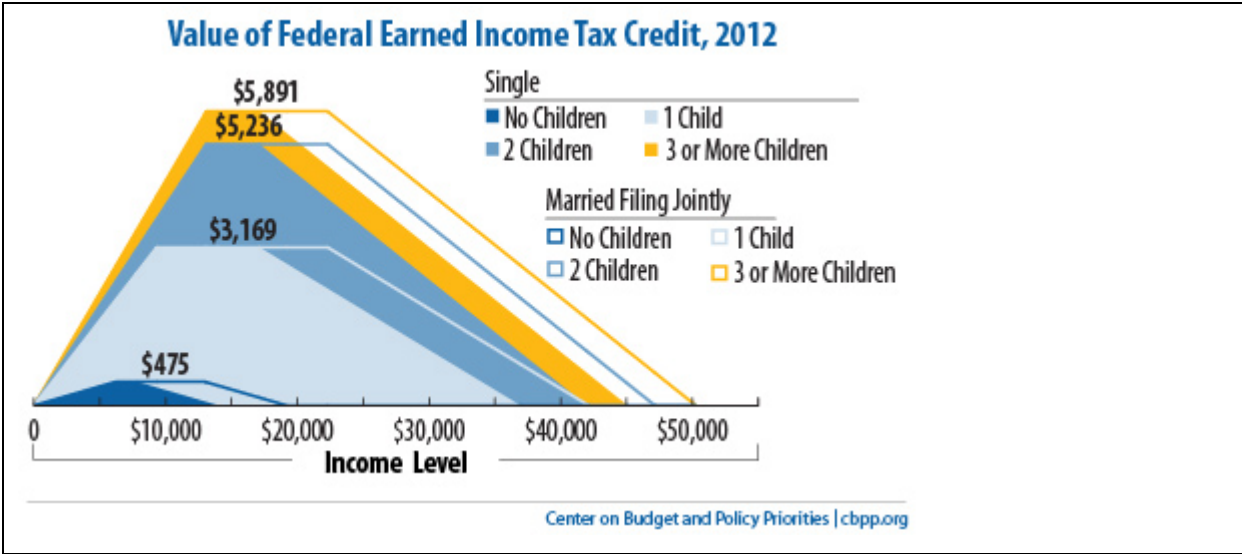 Value of Federal Earned Income Tax Credit, 2012
Single
No Children
1 Child
2 Children
3 or More Children
Married Filing Jointly
No Children
1 Child
2 Children
3 or More Children
$5,891
$5,236
$3,169
$475
0 $10,000 $20,000 $30,000 $40,000 $50,000
Income Level
Center on Budget and Policy Priorities | cbpp.org